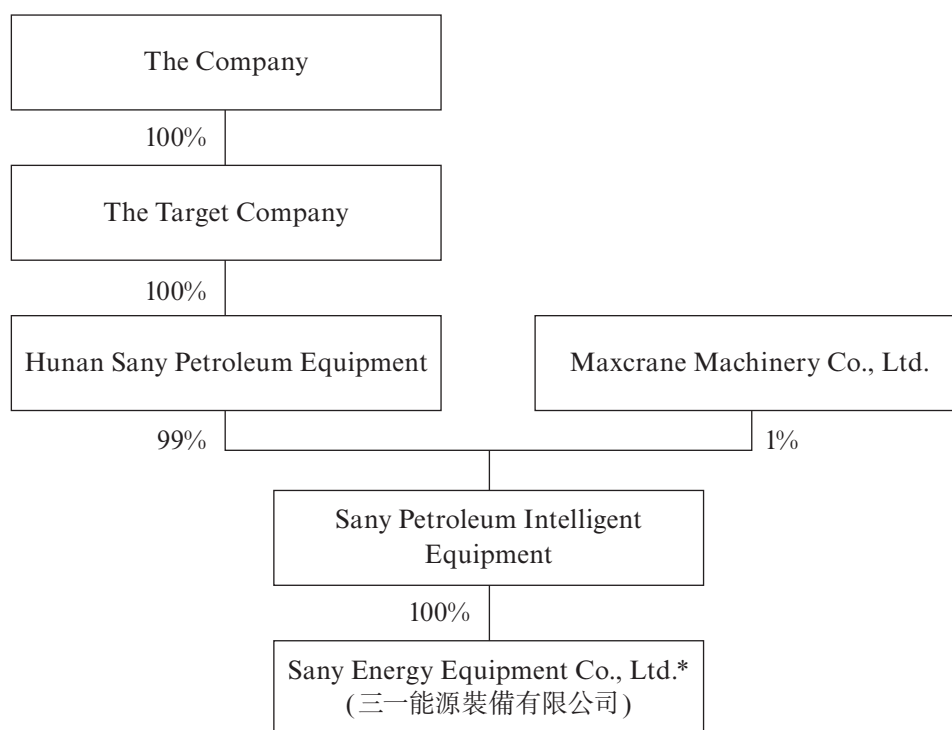 The Company
100%
The Target Company
100%
Hunan Sany Petroleum Equipment
Maxcrane Machinery Co., Ltd.
99%
1%
Sany Petroleum Intelligent
Equipment
100%
Sany Energy Equipment Co., Ltd.*
(三一能源裝備有限公司)